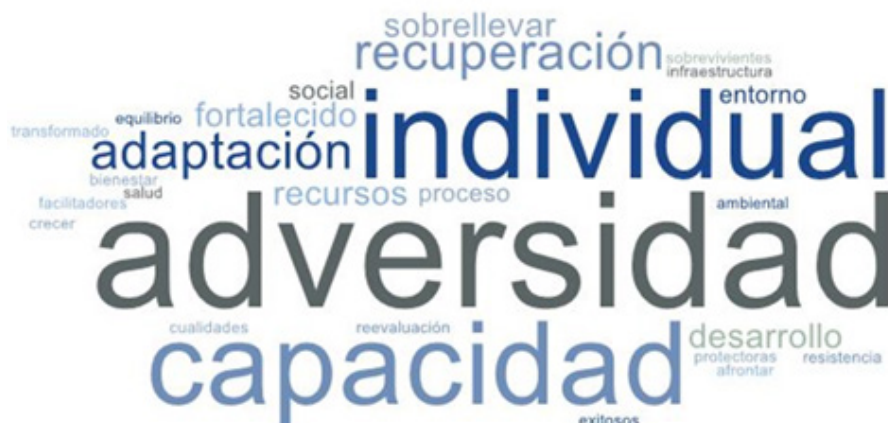 sobrellevar
recuperación
sobrevivientes
infraestructura
social
individual
entorno
equilibrio
fortalecido
transformado
adaptación
bienestar
salud
recursos
proceso
facilitadores
ambiental
crecer
adversidad
cualidades
reevaluación
capacidad
desarrollo
protectoras
resistencia
afrontar
exitosos